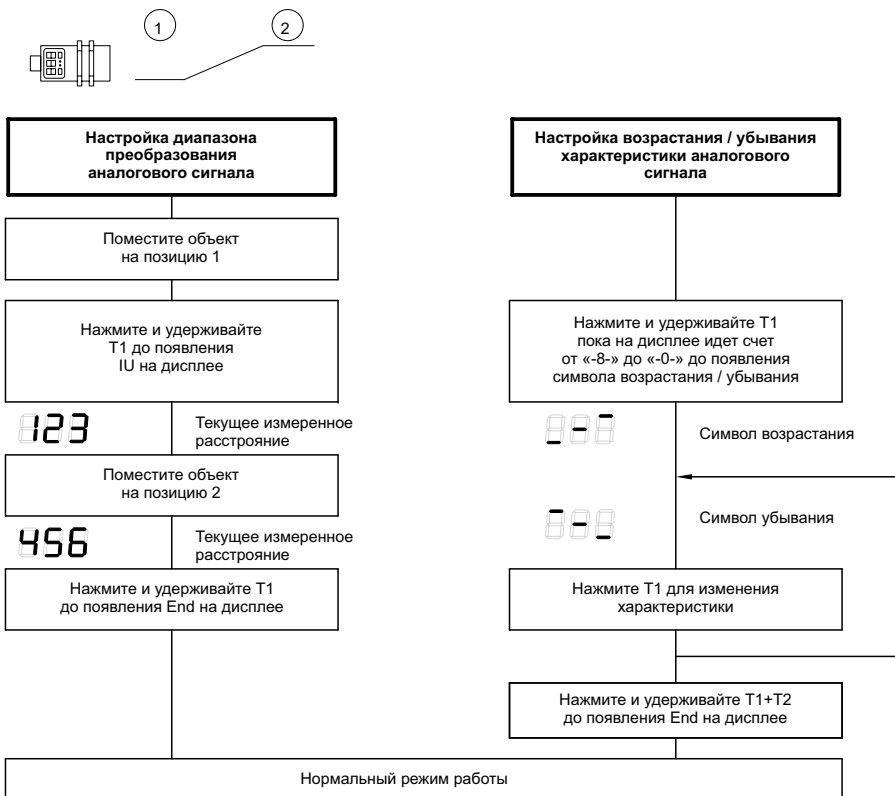 1
2
Настройка диапазона
преобразования
аналогового сигнала
Поместите объект
на позицию 1
Нажмите и удерживайте
T1 до появления
IU на дисплее
123
Текущее измеренное
расстрояние
Поместите объект
на позицию 2
456
Текущее измеренное
расстрояние
Нажмите и удерживайте T1
до появления End на дисплее
Настройка возрастания / убывания
характеристики аналогового
сигнала
Нажмите и удерживайте T1
пока на дисплее идет счет
от «-8-» до «-0-» до появления
символа возрастания / убывания
Символ возрастания
Символ убывания
Нажмите T1 для изменения
характеристики
Нажмите и удерживайте T1+T2
до появления End на дисплее
Нормальный режим работы